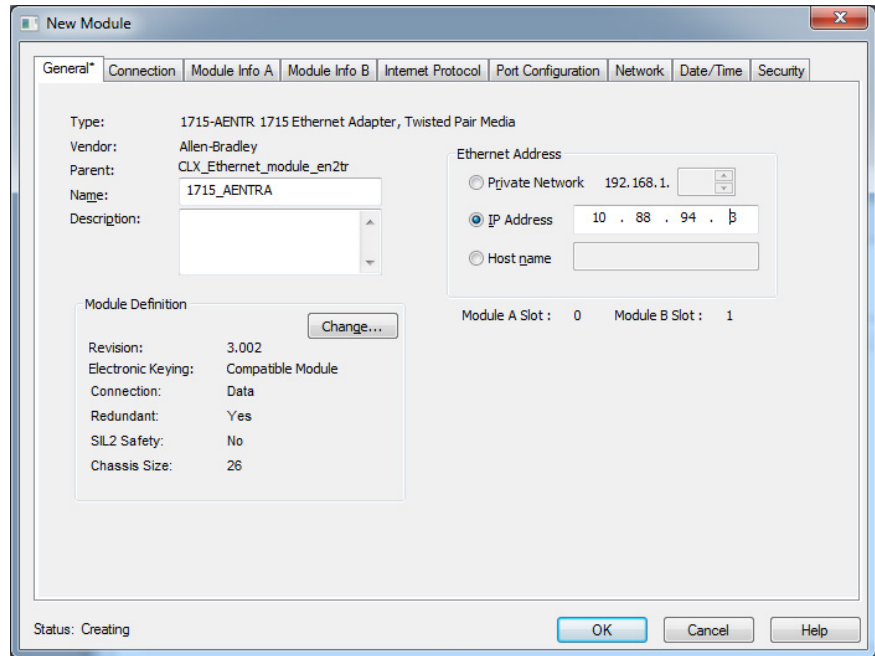 New Module
General* Connection Module Info A Module Info B Internet Protocol Port Configuration Network Date/Time Security
Type: 1715-AENTR 1715 Ethernet Adapter, Twisted Pair Media
Vendor: Allen-Bradley
Parent: CLX_Ethernet_module_en2tr
Name: 1715_AENTRA
Description:
Ethernet Address
Private Network 192.168.1.
IP Address 10 . 88 . 94 . 3
Host name
Module A Slot : 0 Module B Slot : 1
Module Definition
Change...
Revision: 3.002
Electronic Keying: Compatible Module
Connection: Data
Redundant: Yes
SIL2 Safety: No
Chassis Size: 26
Status: Creating
OK Cancel Help